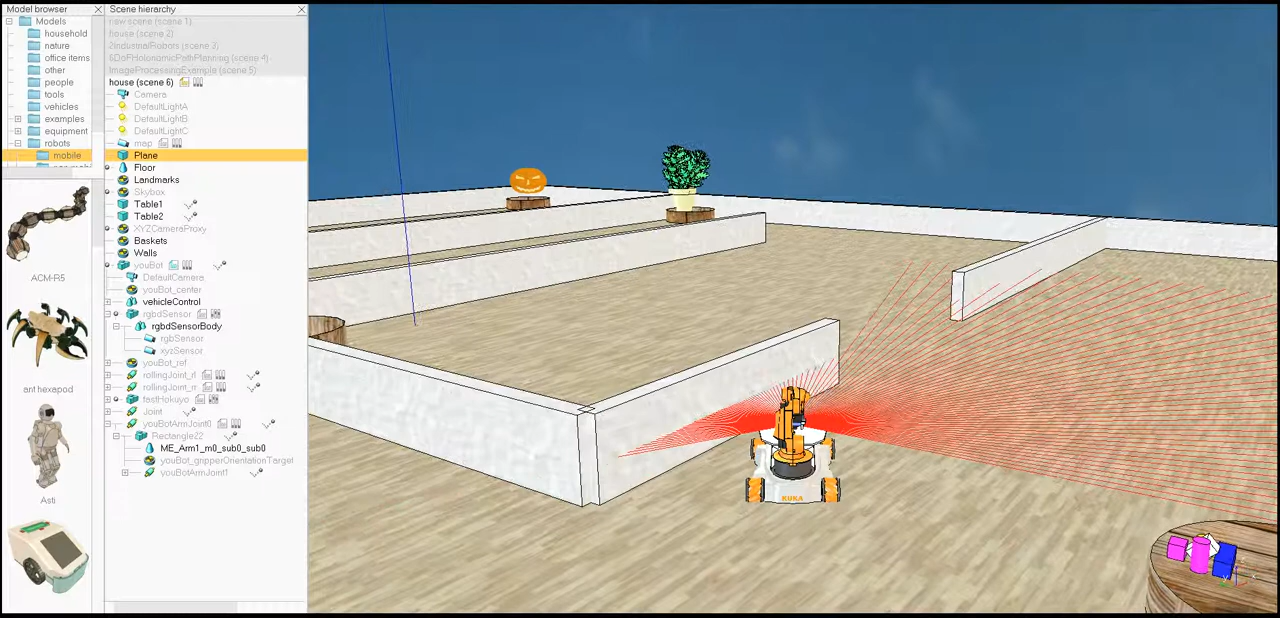 Model browser
Models
household
nature
office items
other
people
tools
vehicles
examples
equipment
robots
mobile
ACM-R5
ant hexapod
Asti
Scene hierarchy
new scene (scene 1)
house (scene 2)
2IndustrialRobots (scene 3)
6DoFHolonomicPathPlanning (scene 4)
ImageProcessingExample (scene 5)
house (scene 6)
Camera
DefaultLightA
DefaultLightB
DefaultLightC
map
Plane
Floor
Landmarks
Skybox
Table1
Table2
XYZCameraProxy
Baskets
Walls
youBot
DefaultCamera
youBot_center
vehicleControl
rgbdSensor
rgbdSensorBody
rgbSensor
xyzSensor
youBot_ref
rollingJoint_rl
rollingJoint_rr
fastHokuyo
Joint
youBotArmJoint0
Rectangle22
ME_Arm1_m0_sub0_sub0
youBot_gripperOrientationTarget
youBotArmJoint1
KUKA